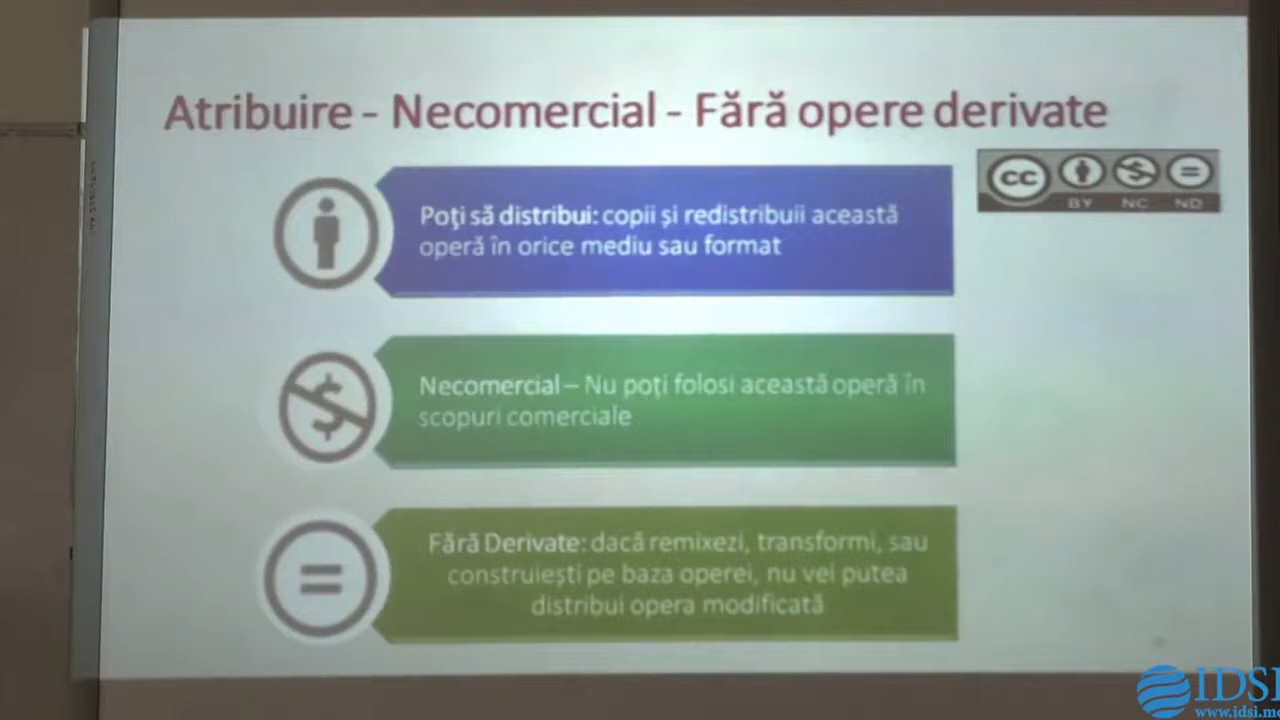 Atribuire - Necomercial - Fără opere derivate
cc
BY NC ND
Poţi să distribui: copii şi redistribuii această
operă în orice mediu sau format
Necomercial – Nu poţi folosi această operă în
scopuri comerciale
Fără Derivate: dacă remixezi, transformi, sau
construieşti pe baza operei, nu vei putea
distribui opera modificată
IDSI
www.idsi.md